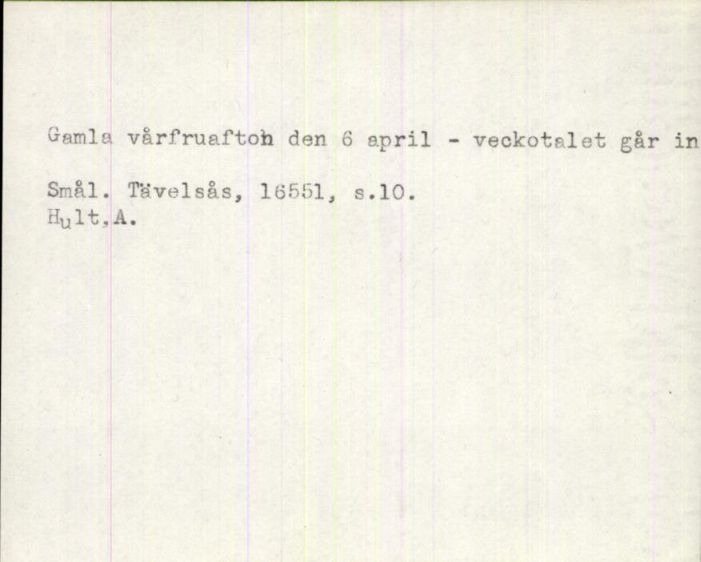 Gamla vårfruafton den 6 april - veckotalet går in
Smål. Tävelsås, 16551, s.10.
Hult,A.